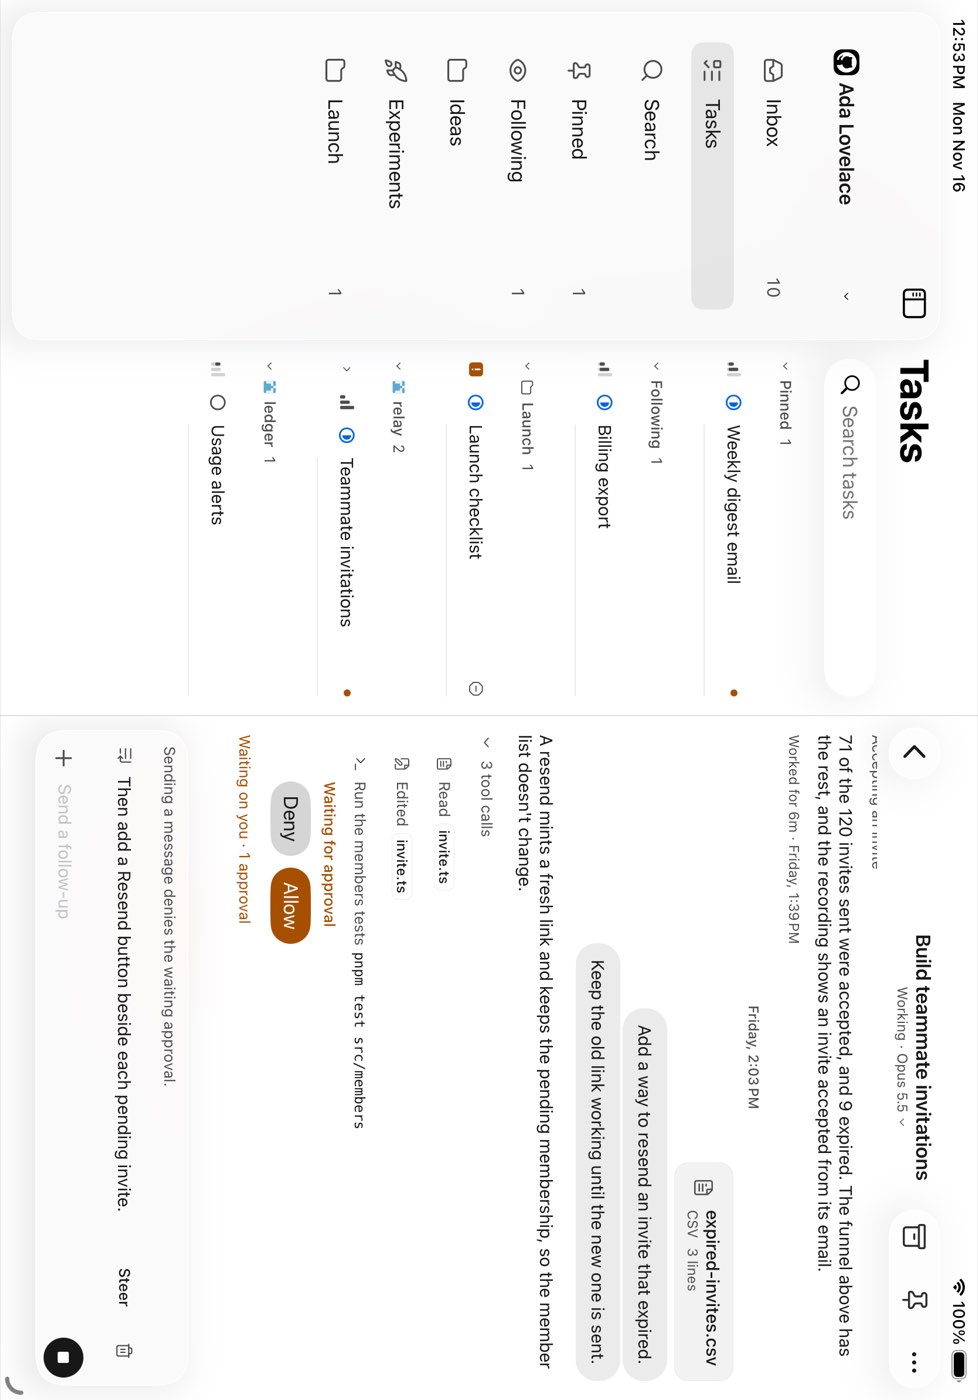 12:53 PM Mon Nov 16
100%
Ada Lovelace
Inbox 10
Tasks
Search
Pinned 1
Following 1
Ideas
Experiments
Launch 1
Tasks
Search tasks
Pinned 1
Weekly digest email
Following 1
Billing export
Launch 1
Launch checklist
relay 2
Teammate invitations
ledger 1
Usage alerts
Build teammate invitations
Working · Opus 5.5
Accepting an invite
71 of the 120 invites sent were accepted, and 9 expired. The funnel above has
the rest, and the recording shows an invite accepted from its email.
Worked for 6m · Friday, 1:39 PM
Friday, 2:03 PM
expired-invites.csv
CSV 3 lines
Add a way to resend an invite that expired.
Keep the old link working until the new one is sent.
A resend mints a fresh link and keeps the pending membership, so the member
list doesn't change.
3 tool calls
Read invite.ts
Edited invite.ts
Run the members tests pnpm test src/members
Waiting for approval
Deny Allow
Waiting on you · 1 approval
Sending a message denies the waiting approval.
Then add a Resend button beside each pending invite. Steer
Send a follow-up